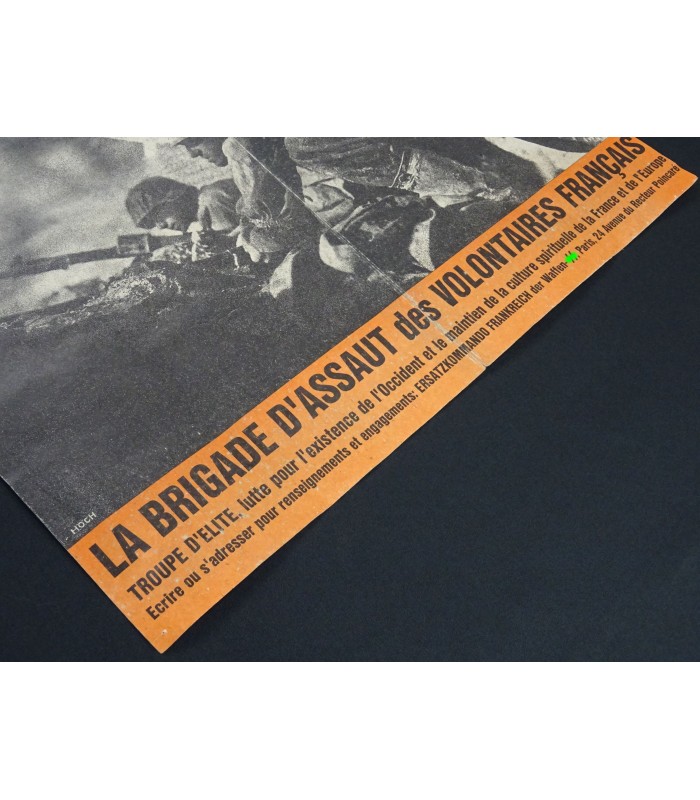 HOCH
LA BRIGADE D'ASSAUT des VOLONTAIRES FRANÇAIS
TROUPE D'ELITE, lutte pour l'existence de l'Occident et le maintien de la culture spirituelle de la France et de l'Europe
Ecrire ou s'adresser pour renseignements et engagements: ERSATZKOMMANDO FRANKREICH der Waffen- Paris, 24 Avenue du Recteur Poincaré